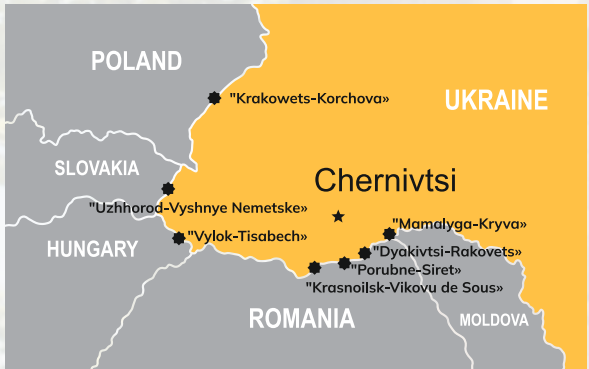 POLAND
"Krakowets-Korchova»
UKRAINE
SLOVAKIA
Chernivtsi
"Uzhhorod-Vyshnye Nemetske»
"Mamalyga-Kryva»
HUNGARY
"Vylok-Tisabech»
"Dyakivtsi-Rakovets»
"Porubne-Siret»
"Krasnoilsk-Vikovu de Sous»
ROMANIA
MOLDOVA